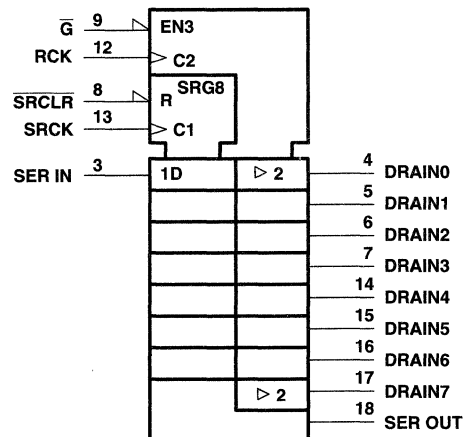 G̅ 9 EN3
RCK 12 C2
SRG8
S̅R̅C̅L̅R̅ 8 R
SRCK 13 C1
SER IN 3 1D ▷ 2 4 DRAIN0
5 DRAIN1
6 DRAIN2
7 DRAIN3
14 DRAIN4
15 DRAIN5
16 DRAIN6
▷ 2 17 DRAIN7
18 SER OUT